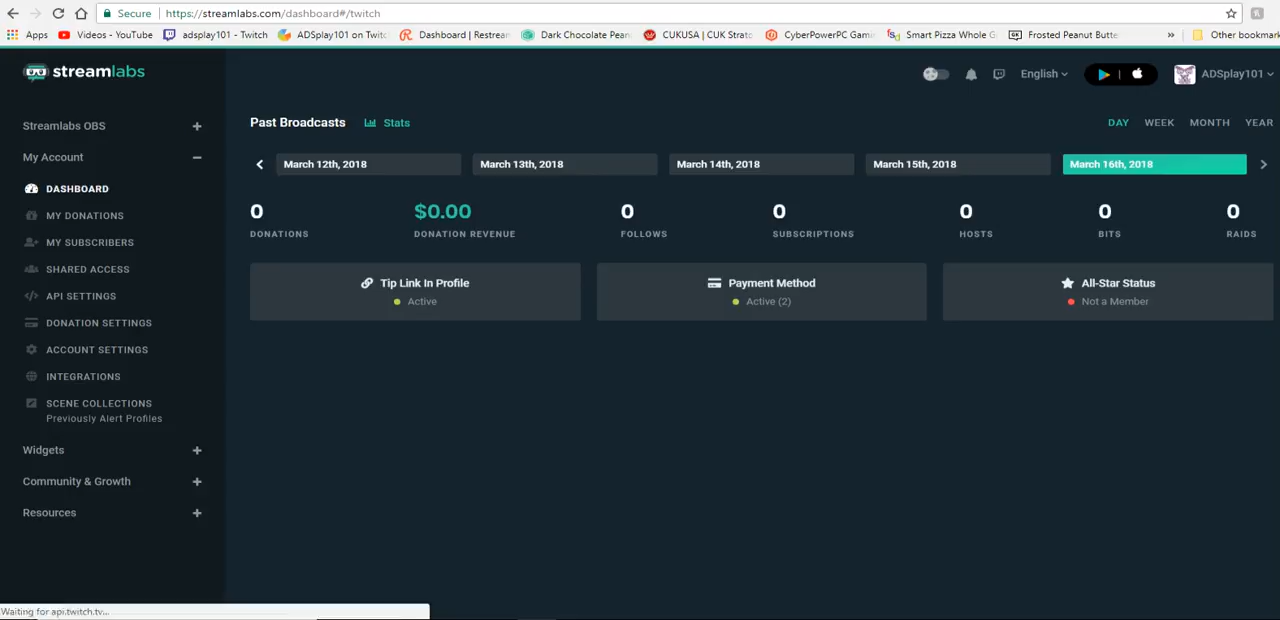 Secure https://streamlabs.com/dashboard#/twitch
Apps Videos - YouTube adsplay101 - Twitch ADSplay101 on Twitc Dashboard | Restrean Dark Chocolate Pean CUKUSA | CUK Strato CyberPowerPC Gami Smart Pizza Whole G Frosted Peanut Butte » Other bookmark
streamlabs English ADSplay101
Streamlabs OBS +
My Account −
DASHBOARD
MY DONATIONS
MY SUBSCRIBERS
SHARED ACCESS
API SETTINGS
DONATION SETTINGS
ACCOUNT SETTINGS
INTEGRATIONS
SCENE COLLECTIONS
Previously Alert Profiles
Widgets +
Community & Growth +
Resources +
Past Broadcasts Stats DAY WEEK MONTH YEAR
March 12th, 2018 March 13th, 2018 March 14th, 2018 March 15th, 2018 March 16th, 2018
0 $0.00 0 0 0 0 0
DONATIONS DONATION REVENUE FOLLOWS SUBSCRIPTIONS HOSTS BITS RAIDS
Tip Link In Profile Payment Method All-Star Status
Active Active (2) Not a Member
Waiting for api.twitch.tv...